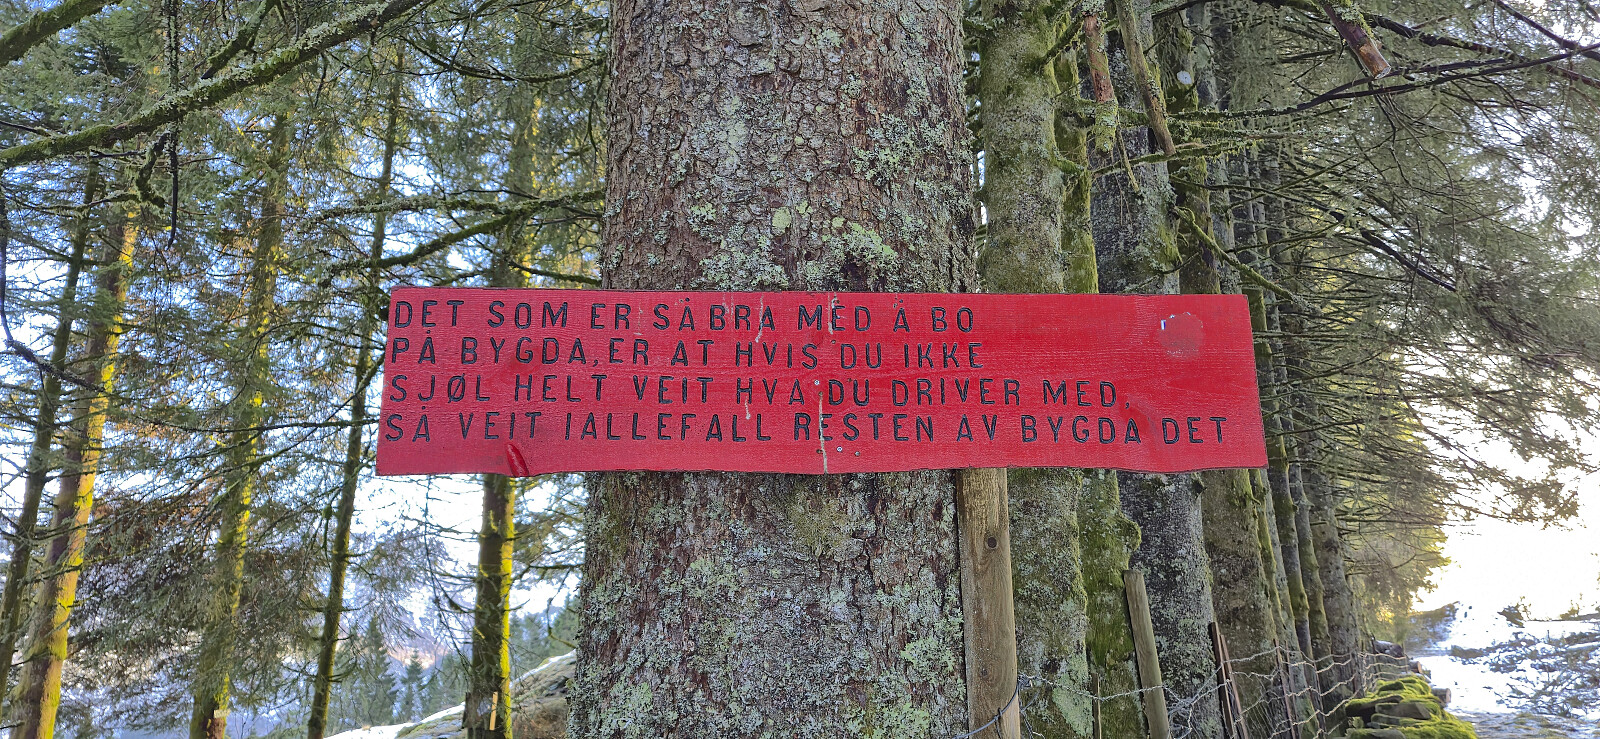 DET SOM ER SÅBRA MED Å BO
PÅ BYGDA, ER AT HVIS DU IKKE
SJØL HELT VEIT HVA DU DRIVER MED,
SÅ VEIT IALLEFALL RESTEN AV BYGDA DET